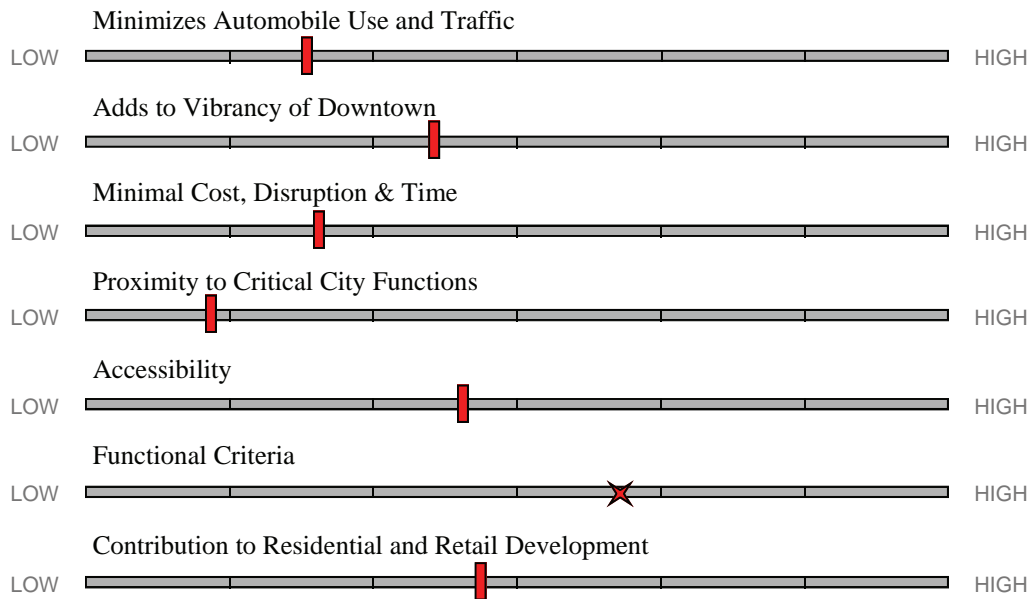 Minimizes Automobile Use and Traffic
LOW HIGH
Adds to Vibrancy of Downtown
LOW HIGH
Minimal Cost, Disruption & Time
LOW HIGH
Proximity to Critical City Functions
LOW HIGH
Accessibility
LOW HIGH
Functional Criteria
LOW HIGH
Contribution to Residential and Retail Development
LOW HIGH